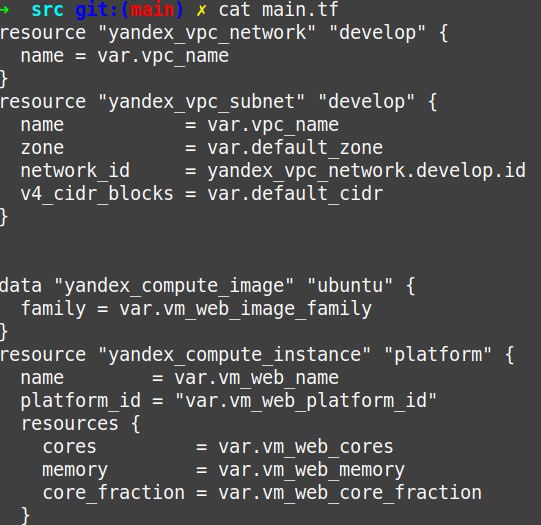 → src git:(main) ✗ cat main.tf
resource "yandex_vpc_network" "develop" {
  name = var.vpc_name
}
resource "yandex_vpc_subnet" "develop" {
  name           = var.vpc_name
  zone           = var.default_zone
  network_id     = yandex_vpc_network.develop.id
  v4_cidr_blocks = var.default_cidr
}
data "yandex_compute_image" "ubuntu" {
  family = var.vm_web_image_family
}
resource "yandex_compute_instance" "platform" {
  name        = var.vm_web_name
  platform_id = "var.vm_web_platform_id"
  resources {
    cores         = var.vm_web_cores
    memory        = var.vm_web_memory
    core_fraction = var.vm_web_core_fraction
  }